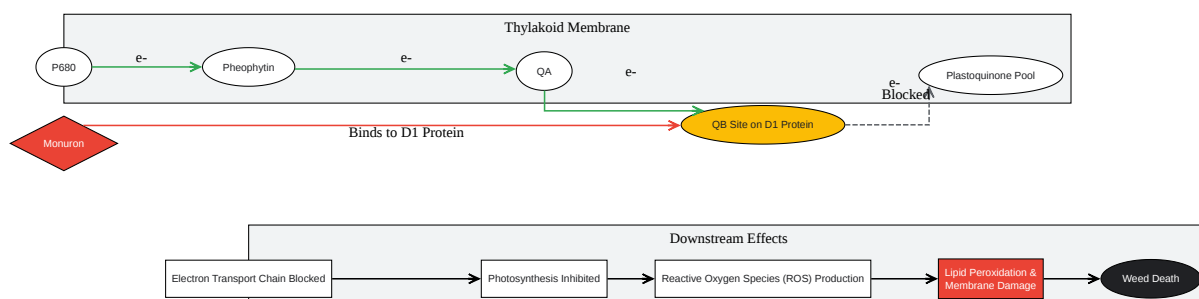 Thylakoid Membrane
P680
e-
Pheophytin
e-
QA
e-
e-
Blocked
Plastoquinone Pool
Monuron
Binds to D1 Protein
QB Site on D1 Protein
Downstream Effects
Electron Transport Chain Blocked
Photosynthesis Inhibited
Reactive Oxygen Species (ROS) Production
Lipid Peroxidation &
Membrane Damage
Weed Death